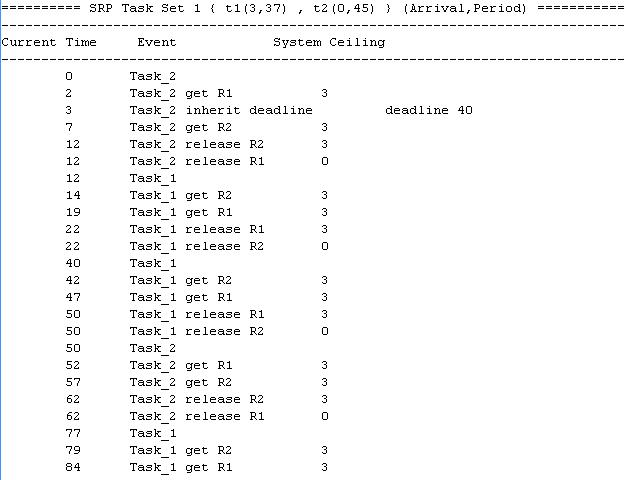 ========== SRP Task Set 1 { t1(3,37) , t2(0,45) } (Arrival,Period) ===========
------------------------------------------------------------------------------
Current Time Event System Ceiling
------------------------------------------------------------------------------
0 Task_2
2 Task_2 get R1 3
3 Task_2 inherit deadline deadline 40
7 Task_2 get R2 3
12 Task_2 release R2 3
12 Task_2 release R1 0
12 Task_1
14 Task_1 get R2 3
19 Task_1 get R1 3
22 Task_1 release R1 3
22 Task_1 release R2 0
40 Task_1
42 Task_1 get R2 3
47 Task_1 get R1 3
50 Task_1 release R1 3
50 Task_1 release R2 0
50 Task_2
52 Task_2 get R1 3
57 Task_2 get R2 3
62 Task_2 release R2 3
62 Task_2 release R1 0
77 Task_1
79 Task_1 get R2 3
84 Task_1 get R1 3